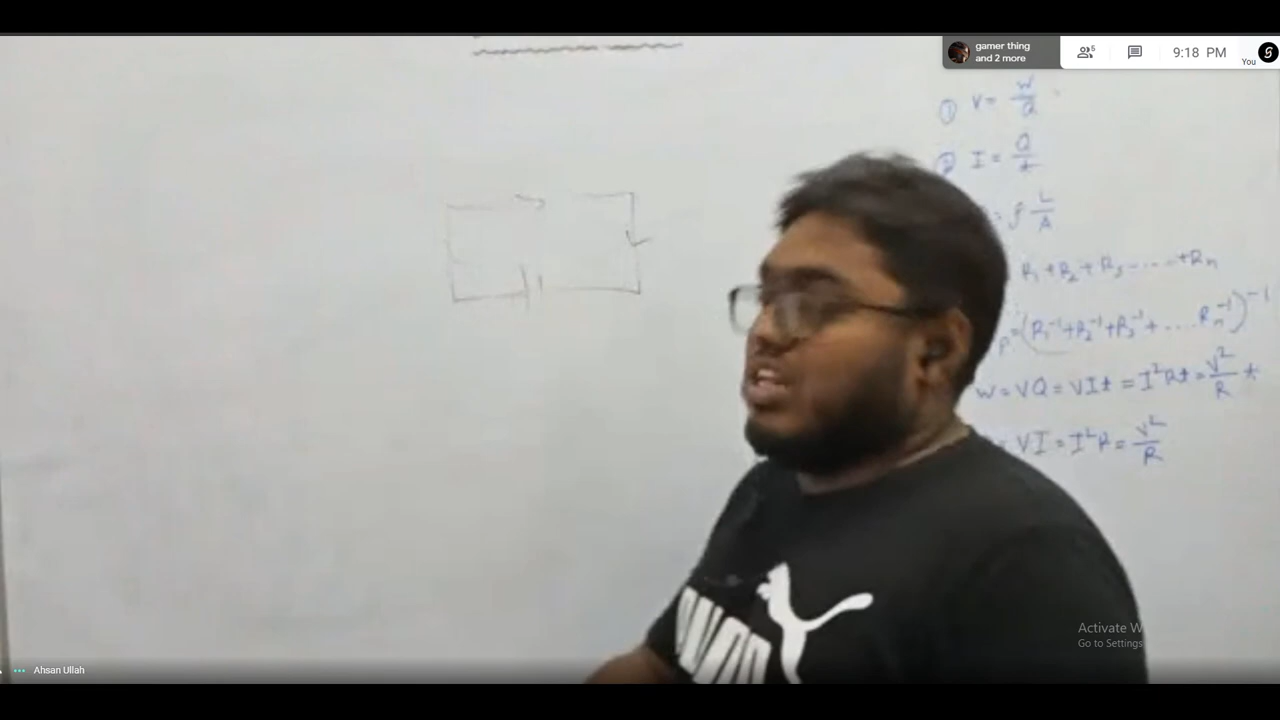 gamer thing
and 2 more
5
9:18 PM
You
① V = W/Q
② I = Q/t
= ρ L/A
R₁ + R₂ + R₃ ..... + Rₙ
P = (R₁⁻¹ + R₂⁻¹ + R₃⁻¹ + .... Rₙ⁻¹)⁻¹
W = VQ = VIt = I²Rt = V²/R t
= VI = I²R = V²/R
Activate W
Go to Settings
Ahsan Ullah